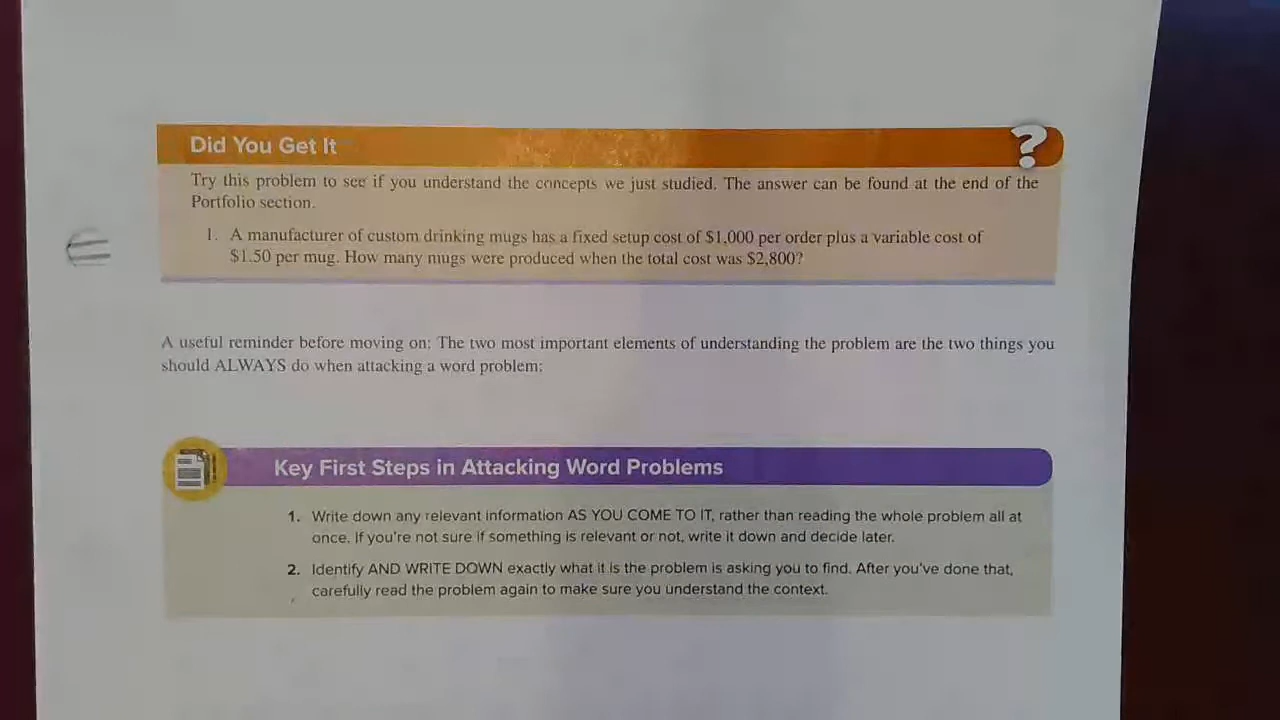 Did You Get It
?
Try this problem to see if you understand the concepts we just studied. The answer can be found at the end of the
Portfolio section.
1. A manufacturer of custom drinking mugs has a fixed setup cost of $1,000 per order plus a variable cost of
$1.50 per mug. How many mugs were produced when the total cost was $2,800?
A useful reminder before moving on: The two most important elements of understanding the problem are the two things you
should ALWAYS do when attacking a word problem:
Key First Steps in Attacking Word Problems
1. Write down any relevant information AS YOU COME TO IT, rather than reading the whole problem all at
once. If you're not sure if something is relevant or not, write it down and decide later.
2. Identify AND WRITE DOWN exactly what it is the problem is asking you to find. After you've done that,
carefully read the problem again to make sure you understand the context.